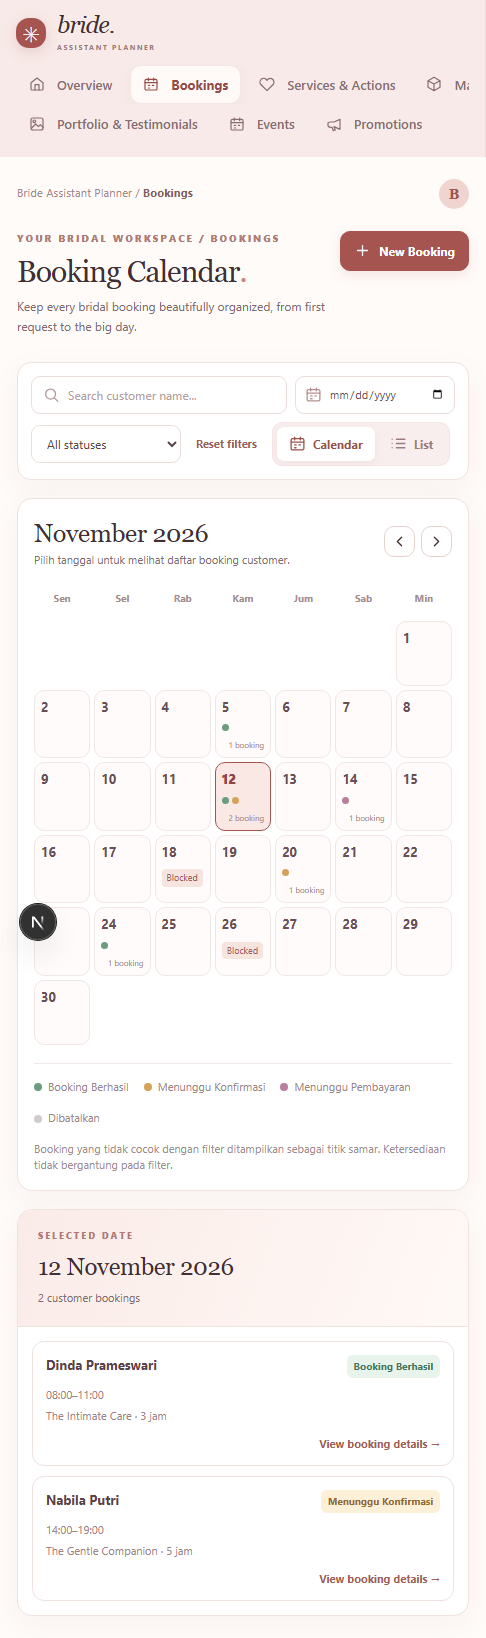 bride.
ASSISTANT PLANNER
Overview
Bookings
Services & Actions
Portfolio & Testimonials
Events
Promotions
Bride Assistant Planner / Bookings
B
YOUR BRIDAL WORKSPACE / BOOKINGS
Booking Calendar.
New Booking
Keep every bridal booking beautifully organized, from first
request to the big day.
Search customer name...
mm/dd/yyyy
All statuses
Reset filters
Calendar
List
November 2026
Pilih tanggal untuk melihat daftar booking customer.
Sen Sel Rab Kam Jum Sab Min
1
2 3 4 5 6 7 8
1 booking
9 10 11 12 13 14 15
2 booking 1 booking
16 17 18 19 20 21 22
Blocked 1 booking
N 24 25 26 27 28 29
1 booking Blocked
30
Booking Berhasil
Menunggu Konfirmasi
Menunggu Pembayaran
Dibatalkan
Booking yang tidak cocok dengan filter ditampilkan sebagai titik samar. Ketersediaan
tidak bergantung pada filter.
SELECTED DATE
12 November 2026
2 customer bookings
Dinda Prameswari
Booking Berhasil
08:00–11:00
The Intimate Care · 3 jam
View booking details →
Nabila Putri
Menunggu Konfirmasi
14:00–19:00
The Gentle Companion · 5 jam
View booking details →